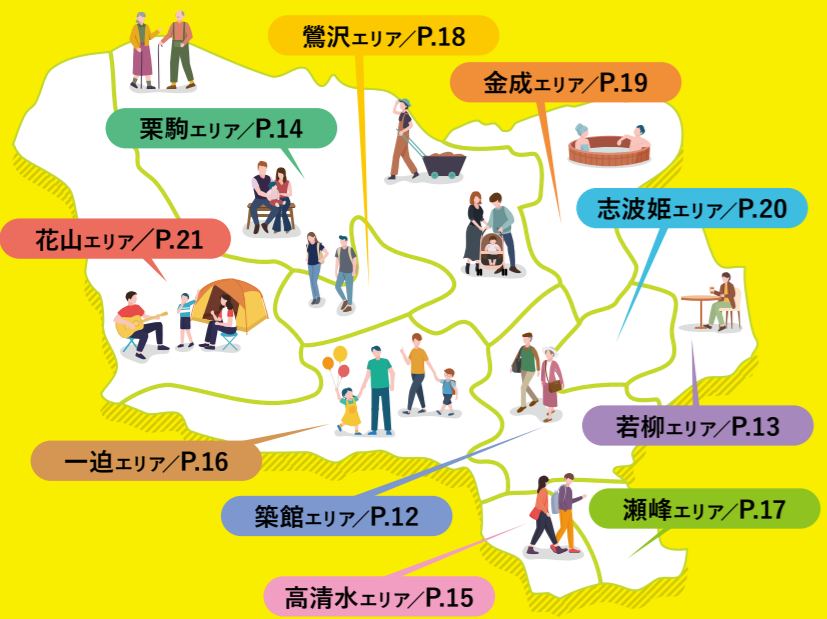 鶯沢エリア／P.18
金成エリア／P.19
栗駒エリア／P.14
志波姫エリア／P.20
花山エリア／P.21
若柳エリア／P.13
一迫エリア／P.16
築館エリア／P.12
瀬峰エリア／P.17
高清水エリア／P.15